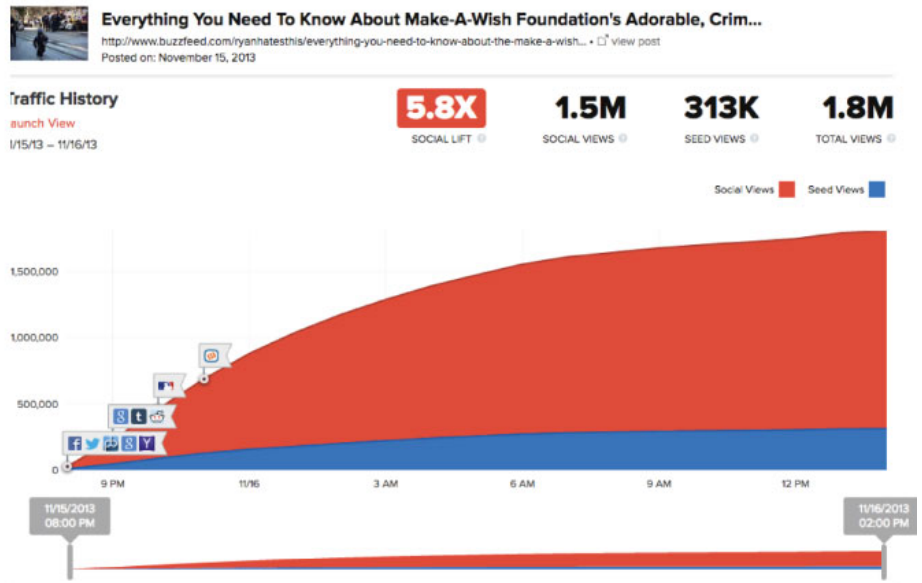 Everything You Need To Know About Make-A-Wish Foundation's Adorable, Crim...
http://www.buzzfeed.com/ryanhatesthis/everything-you-need-to-know-about-the-make-a-wish... • view post
Posted on: November 15, 2013
Traffic History
aunch View
1/15/13 – 11/16/13
5.8X
SOCIAL LIFT
1.5M
SOCIAL VIEWS
313K
SEED VIEWS
1.8M
TOTAL VIEWS
Social Views
Seed Views
1,500,000
1,000,000
500,000
0
9 PM
11/16
3 AM
6 AM
9 AM
12 PM
11/15/2013
08:00 PM
11/16/2013
02:00 PM